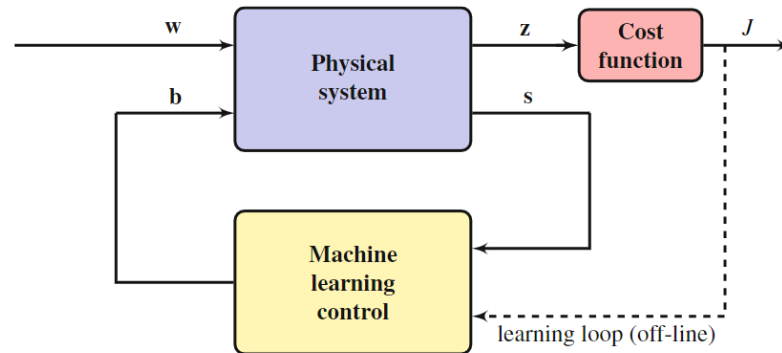 w
z
Cost
function
J
Physical
system
b
s
Machine
learning
control
learning loop (off-line)